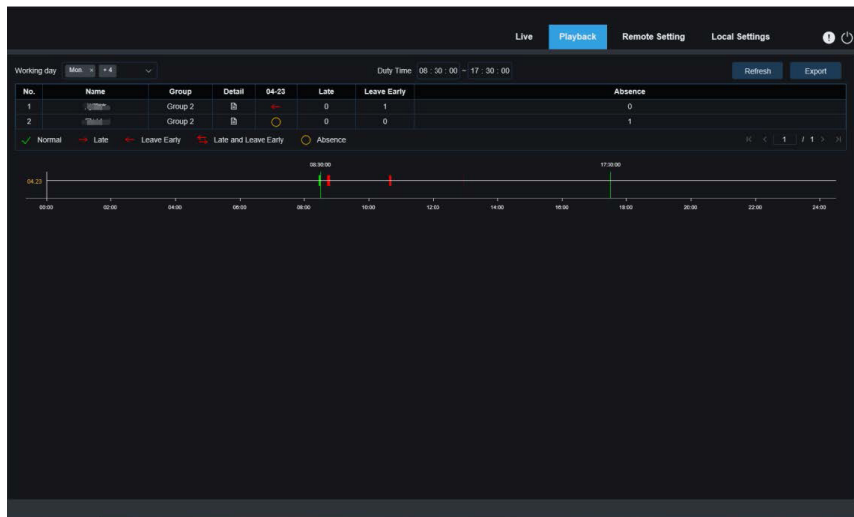 Live Playback Remote Setting Local Settings
Working day Mon. × + 4 Duty Time 08 : 30 : 00 ~ 17 : 30 : 00 Refresh Export
No. Name Group Detail 04-23 Late Leave Early Absence
1 Group 2 0 1 0
2 Group 2 0 0 1
Normal Late Leave Early Late and Leave Early Absence 1 / 1
08:30:00 17:30:00
04.23
00:00 02:00 04:00 06:00 08:00 10:00 12:00 14:00 16:00 18:00 20:00 22:00 24:00